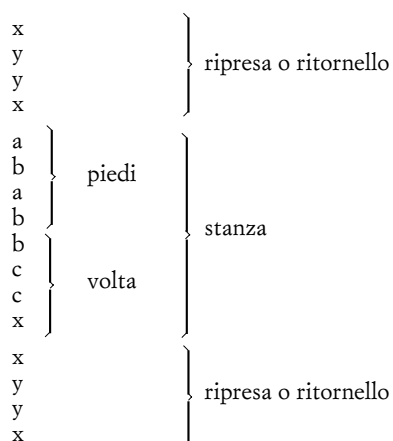 x
y ripresa o ritornello
y
x
a
b piedi
a
b stanza
b
c volta
c
x
x
y ripresa o ritornello
y
x